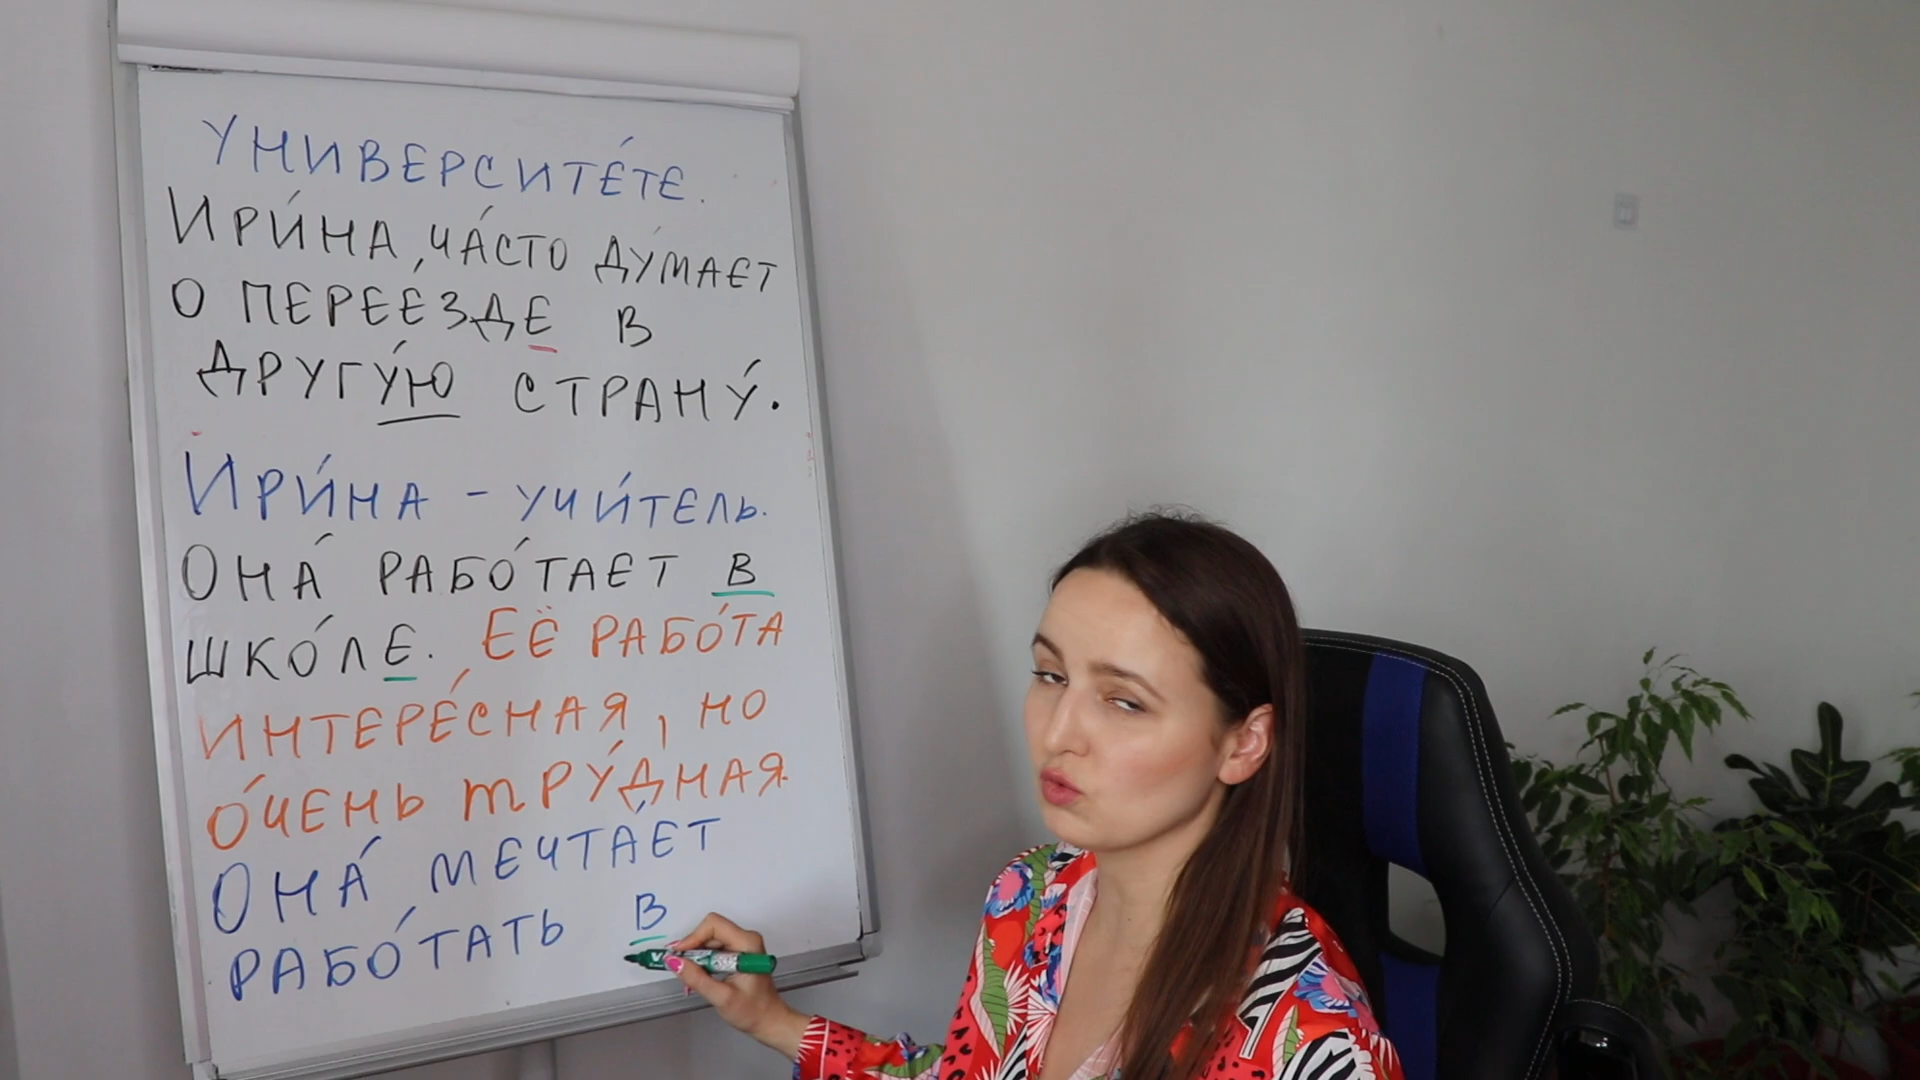 УНИВЕРСИТЕ́ТЕ.
ИРИ́НА, ЧА́СТО ДУ́МАЕТ
О ПЕРЕЕ́ЗДЕ В
ДРУГУ́Ю СТРАНУ́.
ИРИ́НА - УЧИ́ТЕЛЬ.
ОНА́ РАБО́ТАЕТ В
ШКО́ЛЕ. ЕЁ РАБО́ТА
ИНТЕРЕ́СНАЯ, НО
О́ЧЕНЬ ТРУ́ДНАЯ.
ОНА́ МЕЧТА́ЕТ
РАБО́ТАТЬ В